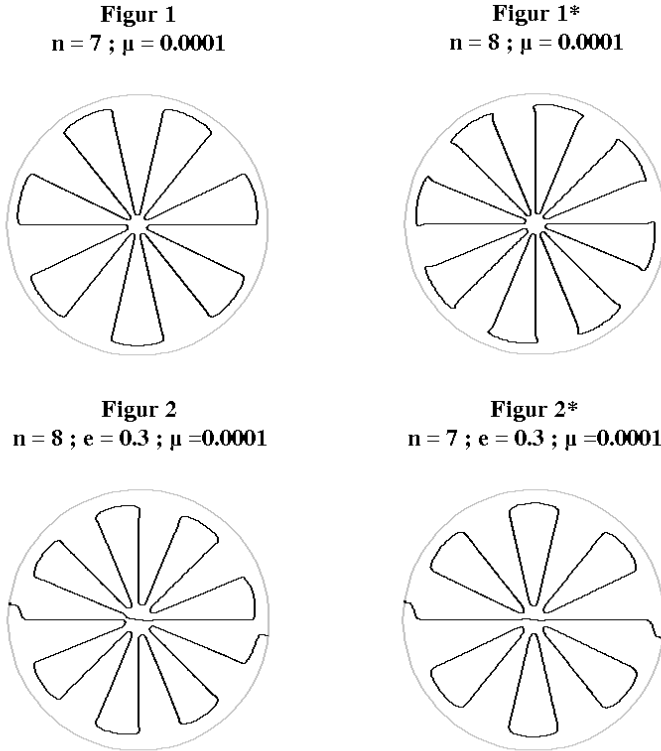 Figur 1
n = 7 ; µ = 0.0001
Figur 1*
n = 8 ; µ = 0.0001
Figur 2
n = 8 ; e = 0.3 ; µ =0.0001
Figur 2*
n = 7 ; e = 0.3 ; µ =0.0001